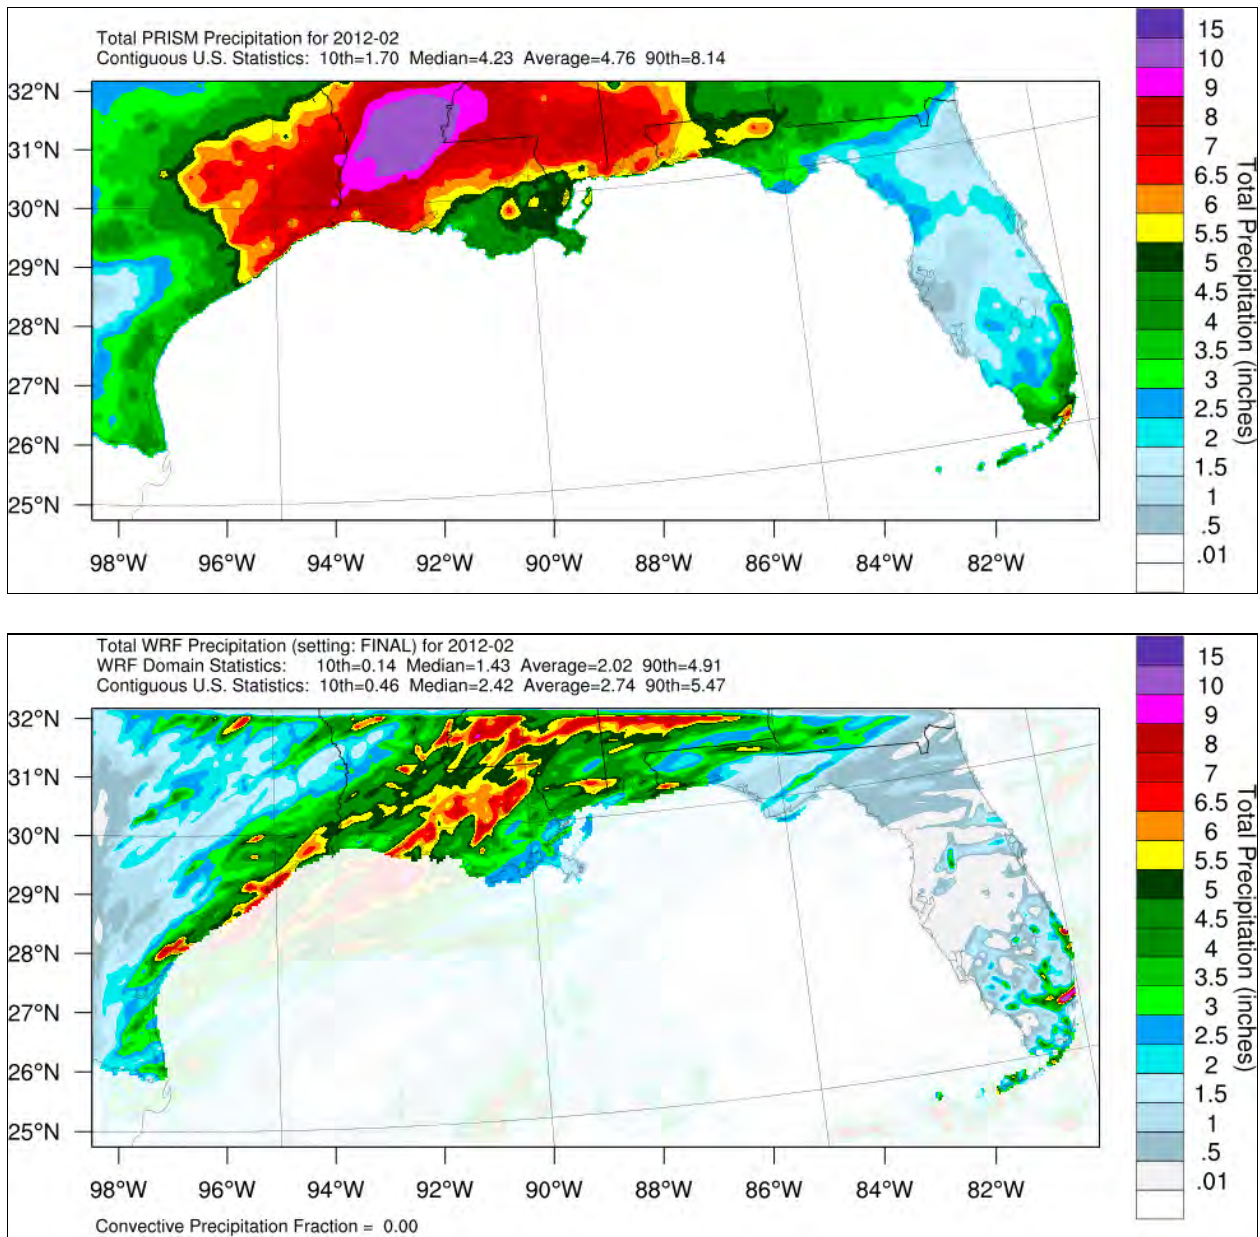 Total PRISM Precipitation for 2012-02
Contiguous U.S. Statistics: 10th=1.70 Median=4.23 Average=4.76 90th=8.14
32°N
31°N
30°N
29°N
28°N
27°N
26°N
25°N
98°W 96°W 94°W 92°W 90°W 88°W 86°W 84°W 82°W
15
10
9
8
7
6.5
6
5.5
5
4.5
4
3.5
3
2.5
2
1.5
1
.5
.01
Total Precipitation (inches)
Total WRF Precipitation (setting: FINAL) for 2012-02
WRF Domain Statistics: 10th=0.14 Median=1.43 Average=2.02 90th=4.91
Contiguous U.S. Statistics: 10th=0.46 Median=2.42 Average=2.74 90th=5.47
32°N
31°N
30°N
29°N
28°N
27°N
26°N
25°N
98°W 96°W 94°W 92°W 90°W 88°W 86°W 84°W 82°W
15
10
9
8
7
6.5
6
5.5
5
4.5
4
3.5
3
2.5
2
1.5
1
.5
.01
Total Precipitation (inches)
Convective Precipitation Fraction = 0.00